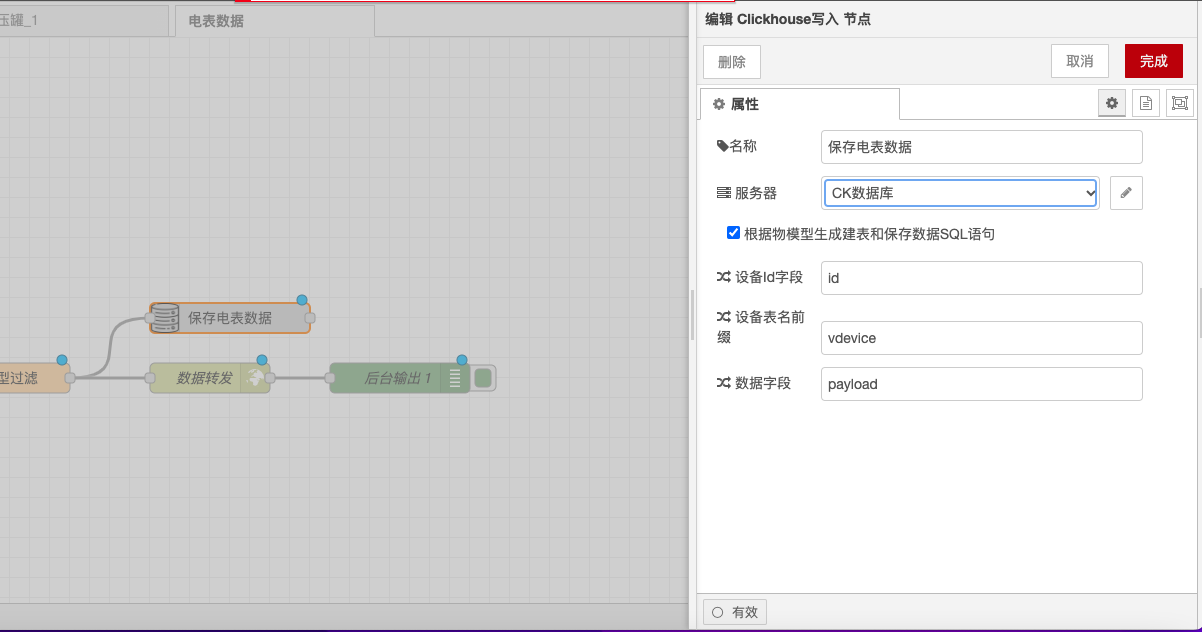 压罐_1
电表数据
编辑 Clickhouse写入 节点
删除
取消
完成
属性
名称
保存电表数据
服务器
CK数据库
根据物模型生成建表和保存数据SQL语句
设备Id字段
id
设备表名前
缀
vdevice
数据字段
payload
保存电表数据
型过滤
数据转发
后台输出 1
有效